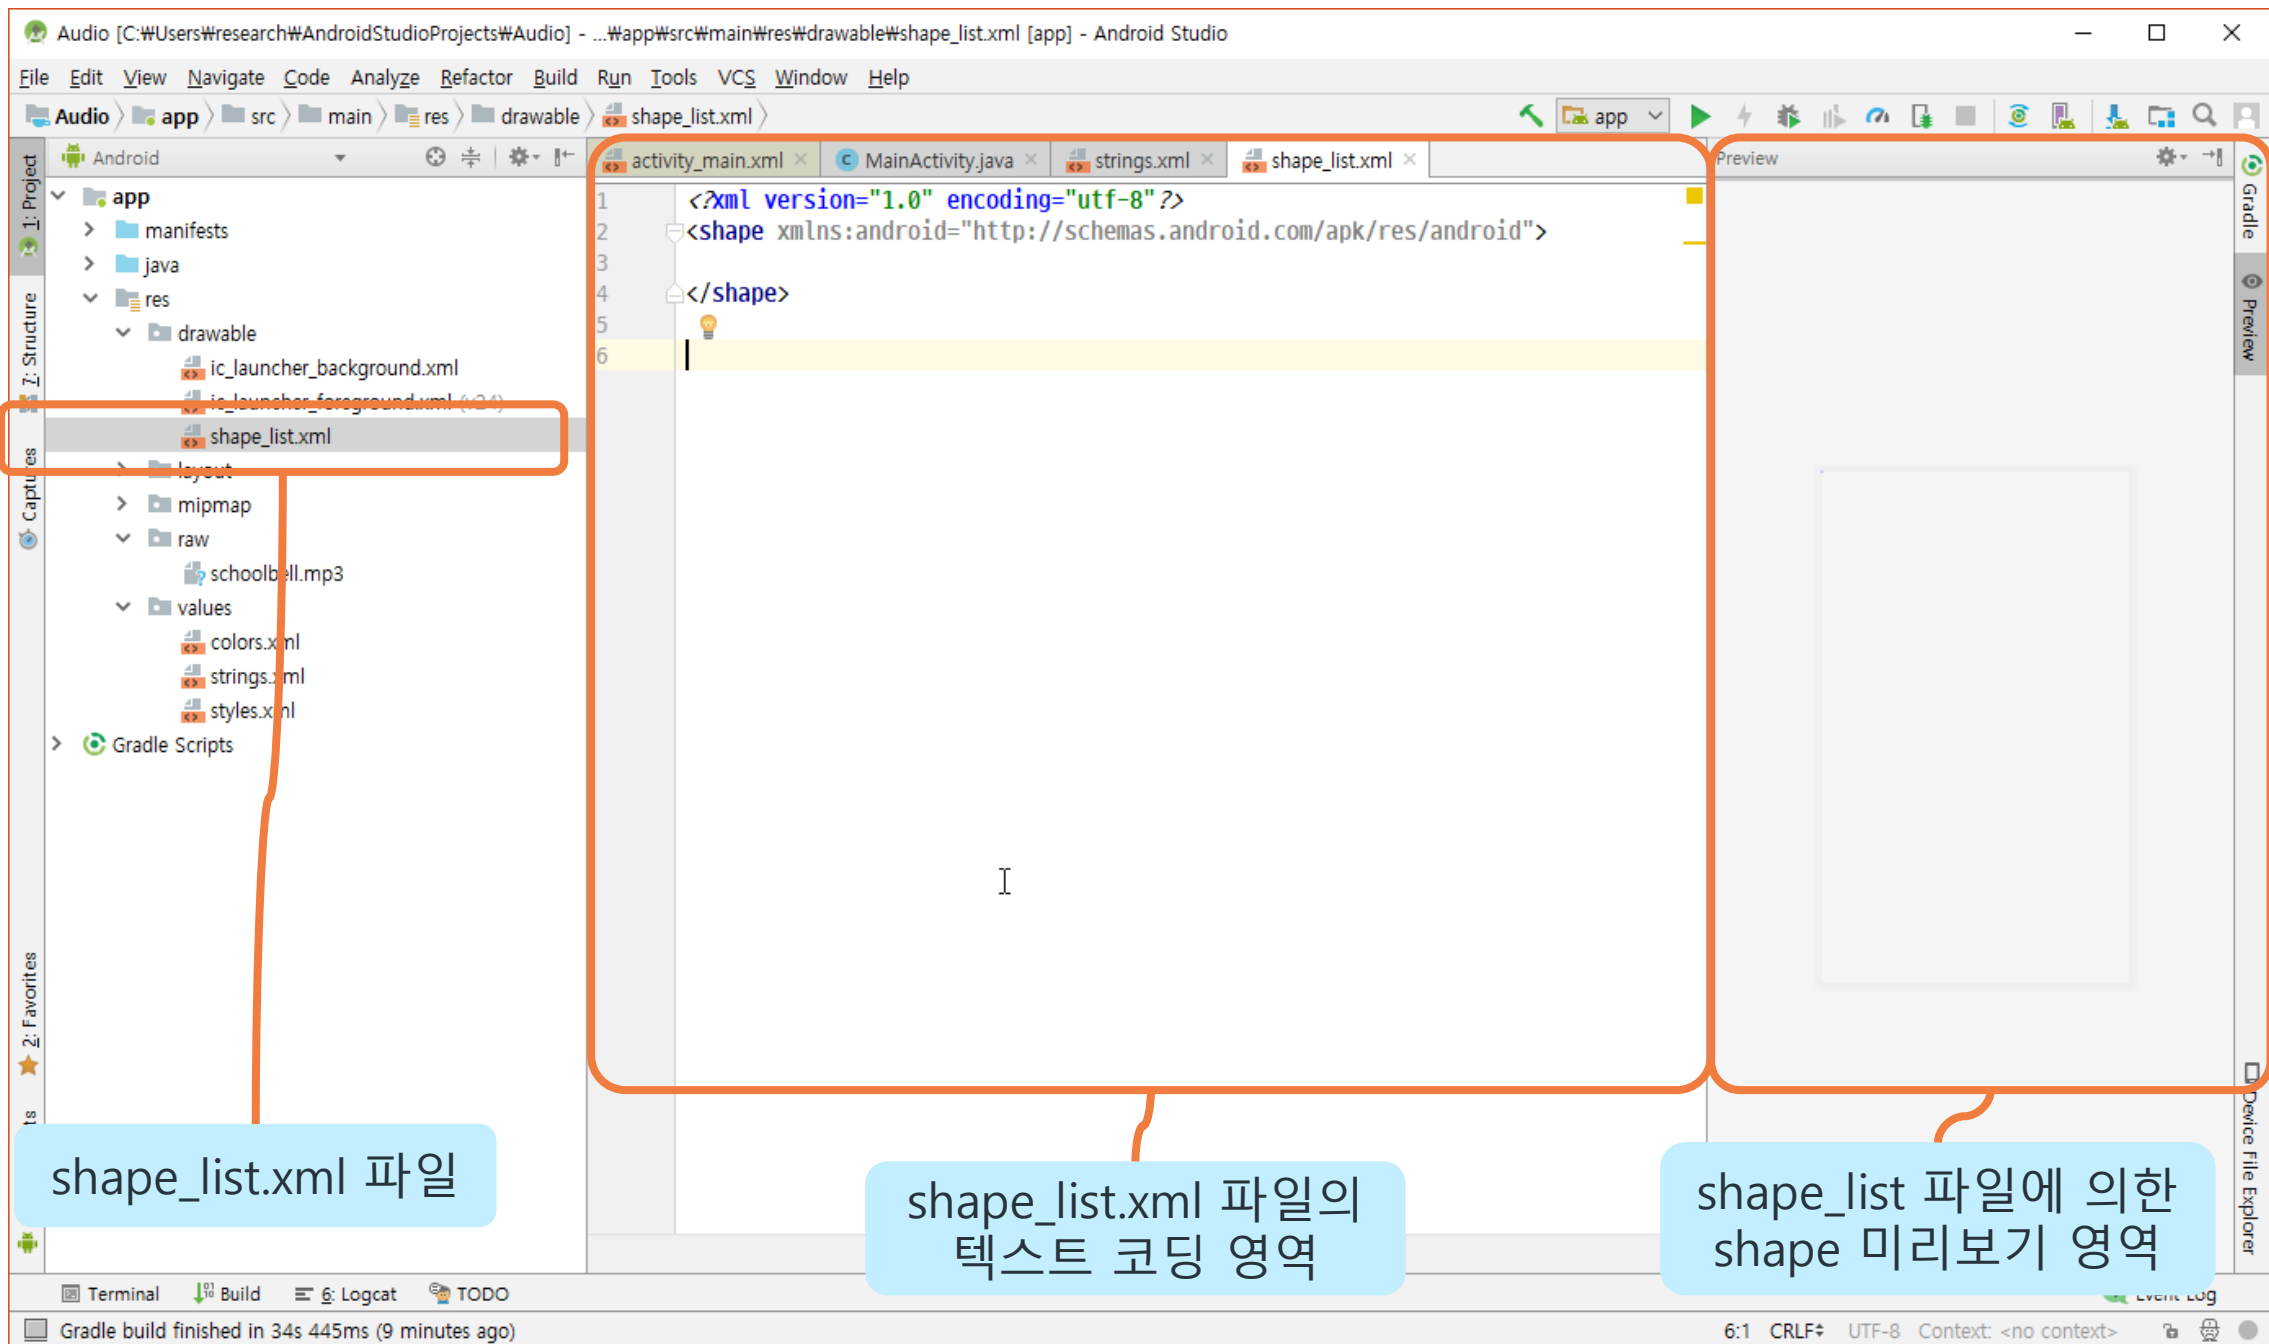 Audio [C:₩Users₩research₩AndroidStudioProjects₩Audio] - ...₩app₩src₩main₩res₩drawable₩shape_list.xml [app] - Android Studio
File Edit View Navigate Code Analyze Refactor Build Run Tools VCS Window Help
Audio app src main res drawable shape_list.xml
app
1: Project
7: Structure
Captures
2: Favorites
Android
app
manifests
java
res
drawable
ic_launcher_background.xml
ic_launcher_foreground.xml (v24)
shape_list.xml
layout
mipmap
raw
schoolbell.mp3
values
colors.xml
strings.xml
styles.xml
Gradle Scripts
activity_main.xml MainActivity.java strings.xml shape_list.xml
1 <?xml version="1.0" encoding="utf-8"?>
2 <shape xmlns:android="http://schemas.android.com/apk/res/android">
3
4 </shape>
5
6
Preview
Gradle
Preview
Device File Explorer
shape_list.xml 파일
shape_list.xml 파일의
텍스트 코딩 영역
shape_list 파일에 의한
shape 미리보기 영역
Terminal Build 6: Logcat TODO
Event Log
Gradle build finished in 34s 445ms (9 minutes ago)
6:1 CRLF UTF-8 Context: <no context>